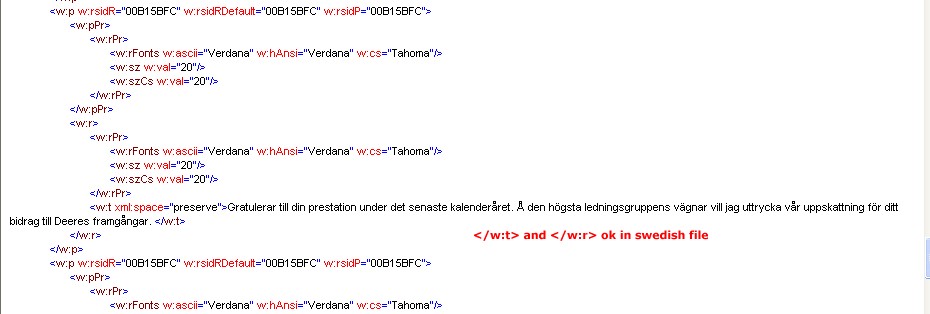 <w:p w:rsidR="00B15BFC" w:rsidRDefault="00B15BFC" w:rsidP="00B15BFC">
<w:pPr>
<w:rPr>
<w:rFonts w:ascii="Verdana" w:hAnsi="Verdana" w:cs="Tahoma"/>
<w:sz w:val="20"/>
<w:szCs w:val="20"/>
</w:rPr>
</w:pPr>
<w:r>
<w:rPr>
<w:rFonts w:ascii="Verdana" w:hAnsi="Verdana" w:cs="Tahoma"/>
<w:sz w:val="20"/>
<w:szCs w:val="20"/>
</w:rPr>
<w:t xml:space="preserve">Gratulerar till din prestation under det senaste kalenderåret. Å den högsta ledningsgruppens vägnar vill jag uttrycka vår uppskattning för ditt
bidrag till Deeres framgångar. </w:t>
</w:r>
</w:t> and </w:r> ok in swedish file
</w:p>
<w:p w:rsidR="00B15BFC" w:rsidRDefault="00B15BFC" w:rsidP="00B15BFC">
<w:pPr>
<w:rPr>
<w:rFonts w:ascii="Verdana" w:hAnsi="Verdana" w:cs="Tahoma"/>